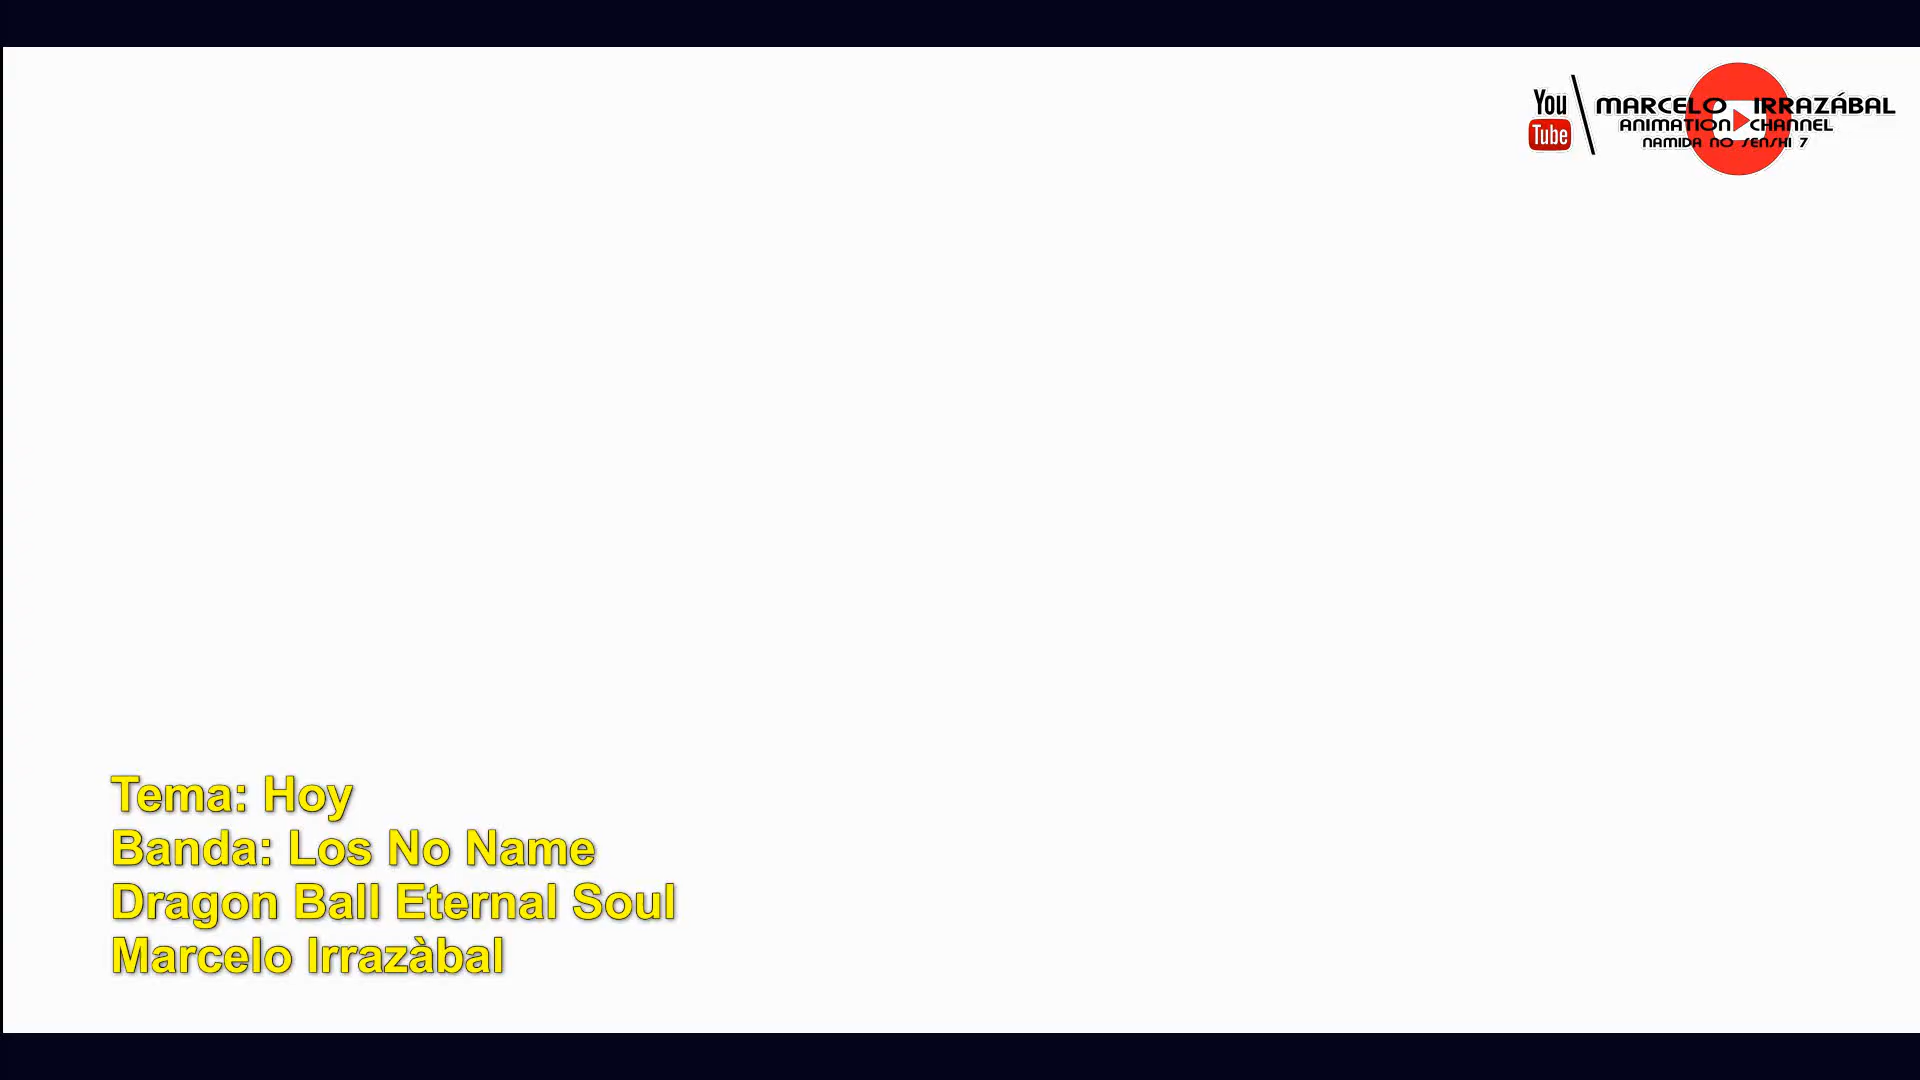 You
Tube
MARCELO IRRAZÁBAL
ANIMATION CHANNEL
NAMIDA NO SENSHI 7
Tema: Hoy
Banda: Los No Name
Dragon Ball Eternal Soul
Marcelo Irrazàbal